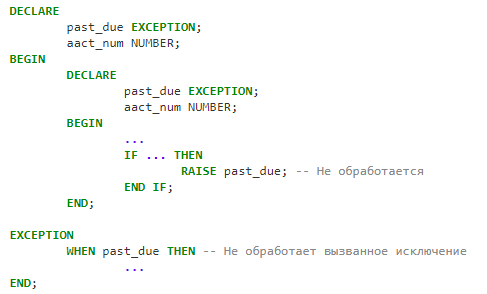 DECLARE
past_due EXCEPTION;
aact_num NUMBER;
BEGIN
DECLARE
past_due EXCEPTION;
aact_num NUMBER;
BEGIN
...
IF ... THEN
RAISE past_due; -- Не обработается
END IF;
END;
EXCEPTION
WHEN past_due THEN -- Не обработает вызванное исключение
...
END;